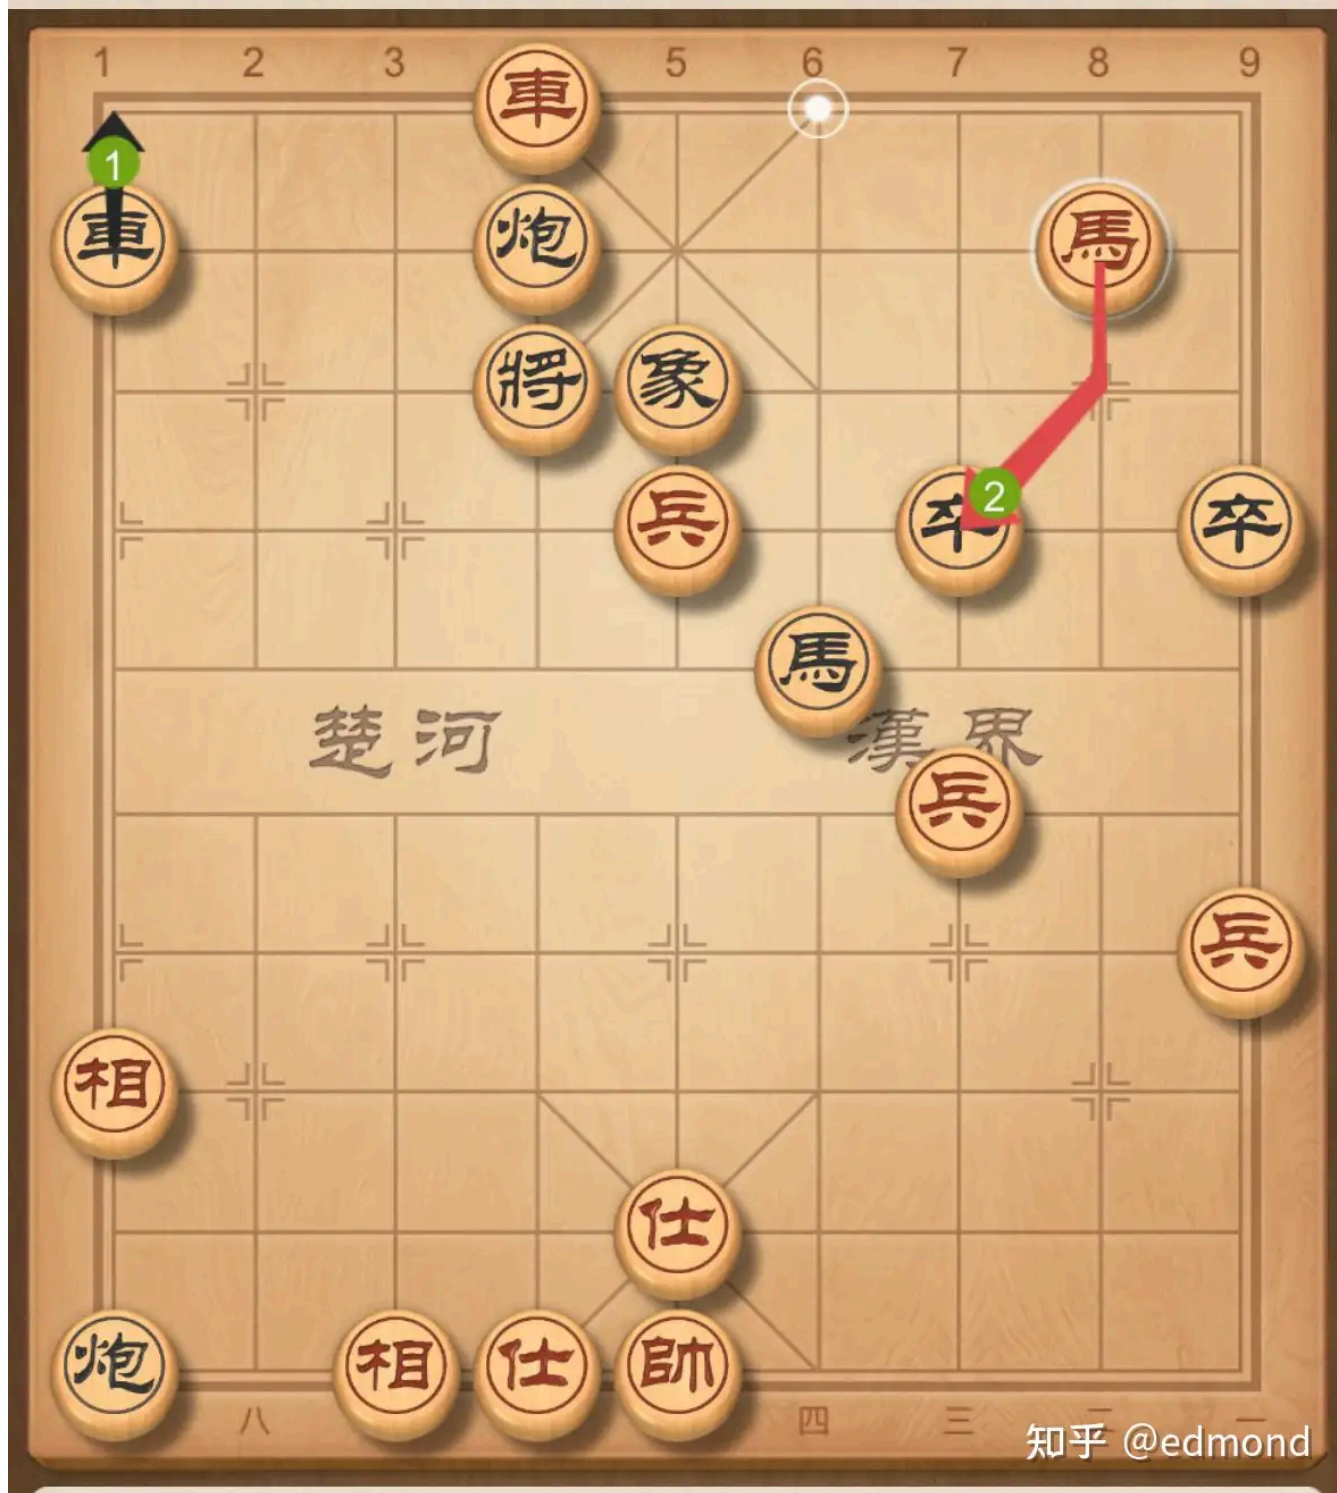 1 2 3 5 6 7 8 9
車
1
車 炮 馬
將 象
兵 卒 2 卒
馬
楚河 漢界
兵
兵
相
仕
炮 相 仕 帥
八 四 三 二 一
知乎 @edmond